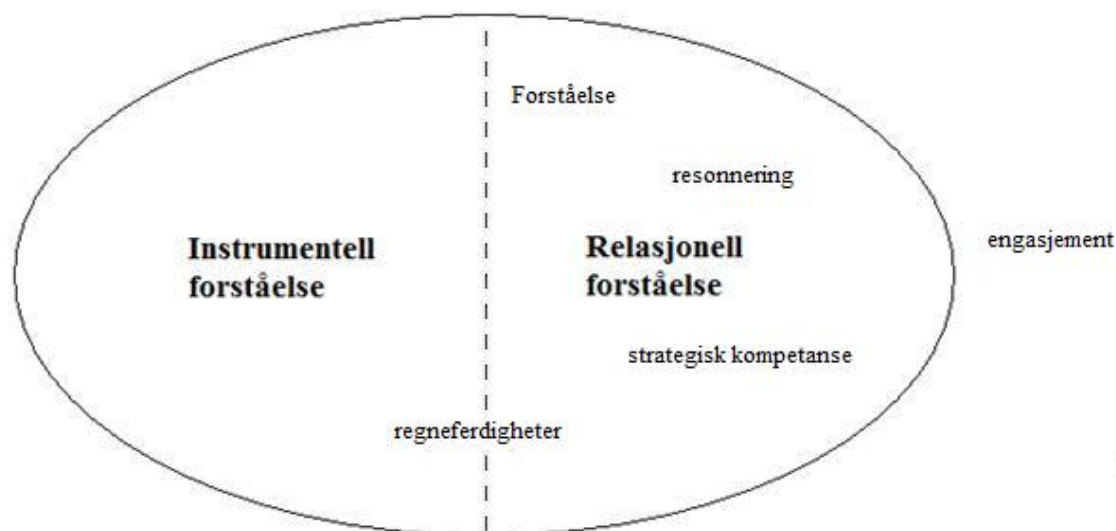 Forståelse
resonnering
Instrumentell
forståelse
Relasjonell
forståelse
engasjement
strategisk kompetanse
regneferdigheter